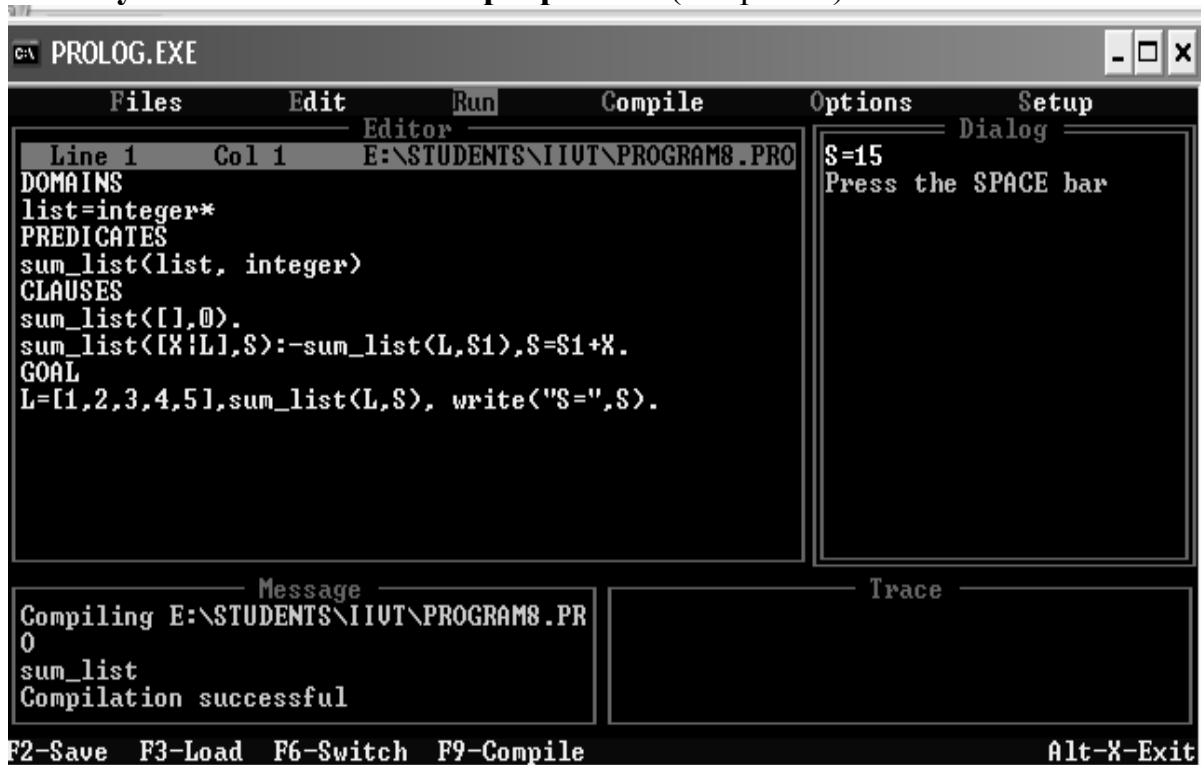 PROLOG.EXE
Files Edit Run Compile Options Setup
Editor
Line 1 Col 1 E:\STUDENTS\IIVT\PROGRAM8.PRO
DOMAINS
list=integer*
PREDICATES
sum_list(list, integer)
CLAUSES
sum_list([],0).
sum_list([X¦L],S):-sum_list(L,S1),S=S1+X.
GOAL
L=[1,2,3,4,5],sum_list(L,S), write("S=",S).
Dialog
S=15
Press the SPACE bar
Message
Compiling E:\STUDENTS\IIVT\PROGRAM8.PR
O
sum_list
Compilation successful
Trace
F2-Save F3-Load F6-Switch F9-Compile Alt-X-Exit